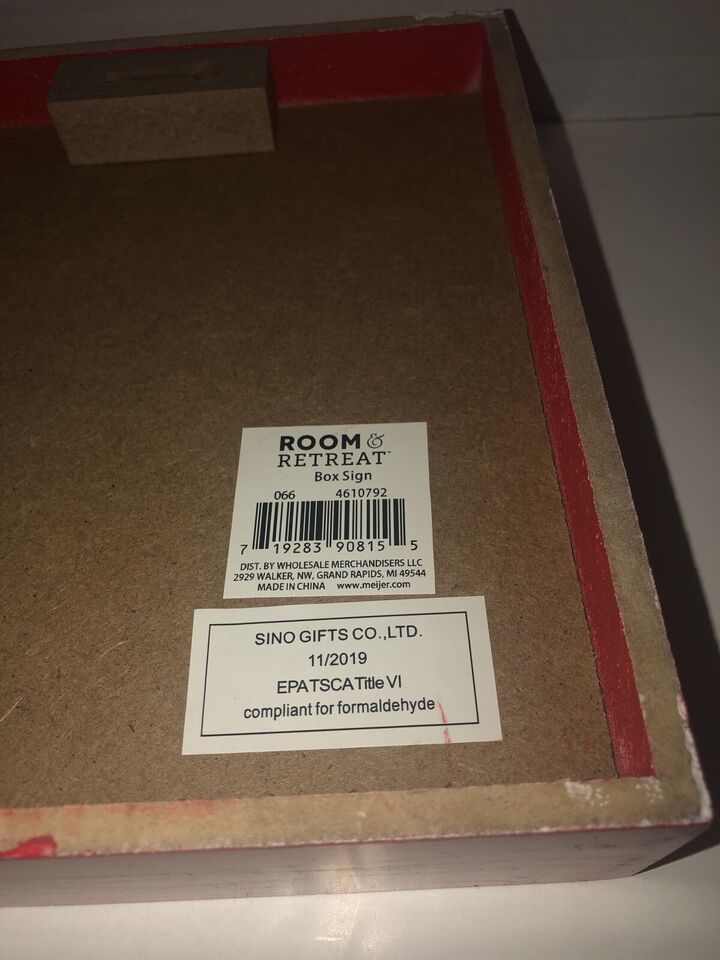 ROOM &
RETREAT™
Box Sign
066 4610792
7 19283 90815 5
DIST. BY WHOLESALE MERCHANDISERS LLC
2929 WALKER, NW, GRAND RAPIDS, MI 49544
MADE IN CHINA www.meijer.com
SINO GIFTS CO.,LTD.
11/2019
EPATSCATitle VI
compliant for formaldehyde